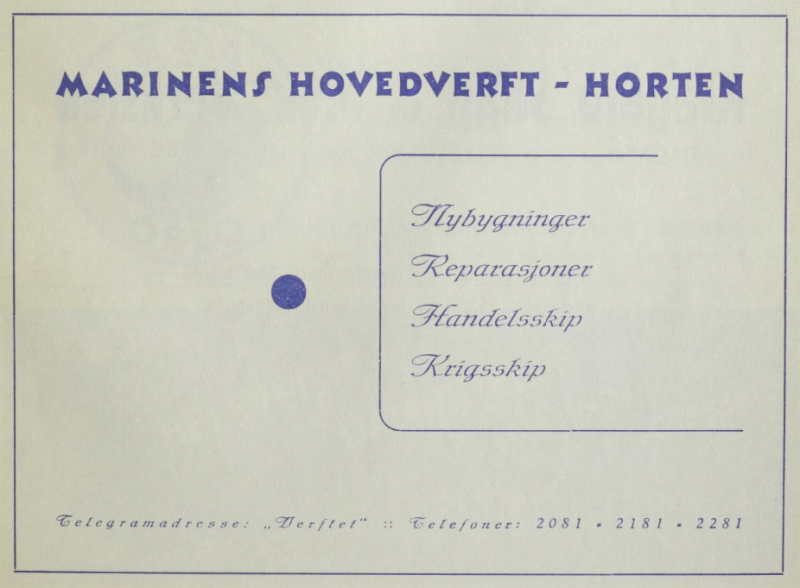 MARINENS HOVEDVERFT - HORTEN
Nybygninger
Reparasjoner
Handelsskip
Krigsskip
Telegramadresse: „Verftet" :: Telefoner: 2081 • 2181 • 2281